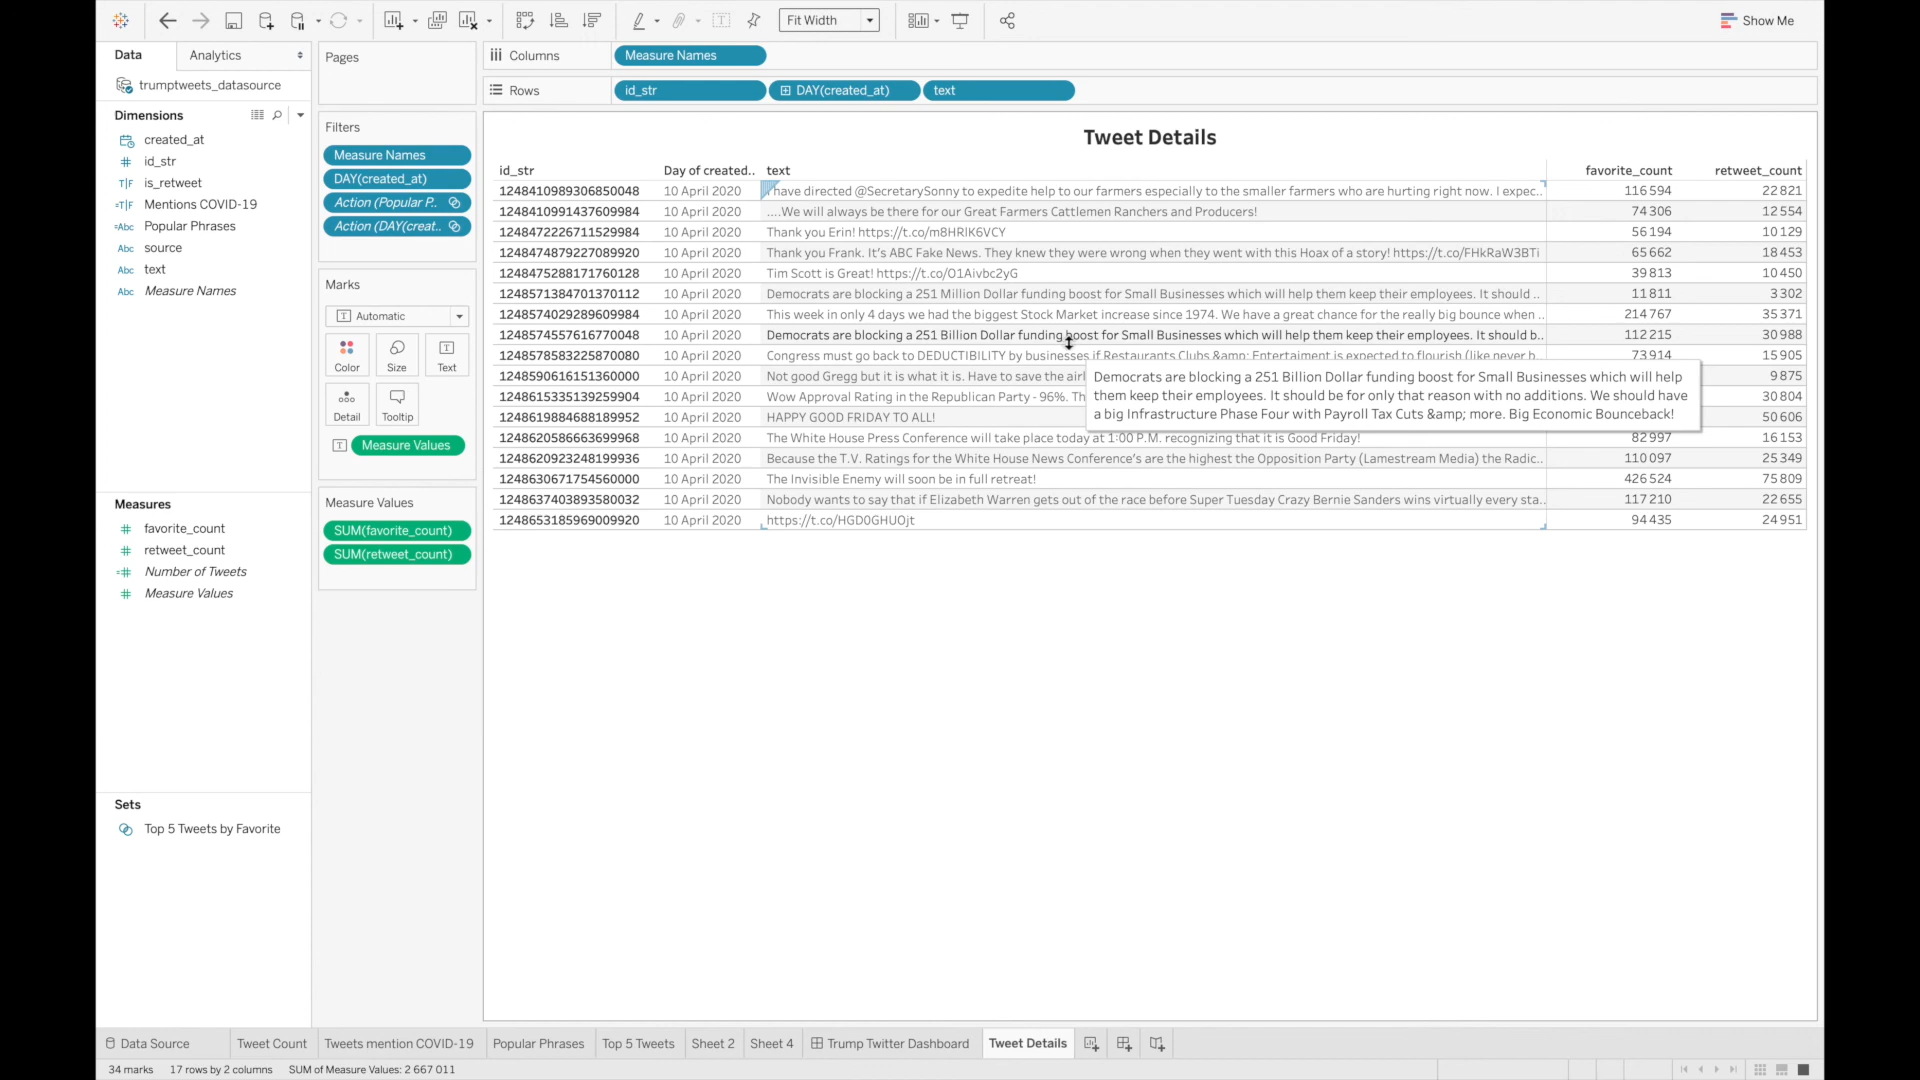 Fit Width
Show Me
Data
Analytics
trumptweets_datasource
Dimensions
created_at
id_str
is_retweet
Mentions COVID-19
Popular Phrases
source
text
Measure Names
Measures
favorite_count
retweet_count
Number of Tweets
Measure Values
Sets
Top 5 Tweets by Favorite
Pages
Filters
Measure Names
DAY(created_at)
Action (Popular P..
Action (DAY(creat..
Marks
Automatic
Color
Size
Text
Detail
Tooltip
Measure Values
Measure Values
SUM(favorite_count)
SUM(retweet_count)
Columns
Measure Names
Rows
id_str
DAY(created_at)
text
Tweet Details
id_str Day of created.. text favorite_count retweet_count
1248410989306850048 10 April 2020 I have directed @SecretarySonny to expedite help to our farmers especially to the smaller farmers who are hurting right now. I expec.. 116 594 22 821
1248410991437609984 10 April 2020 ....We will always be there for our Great Farmers Cattlemen Ranchers and Producers! 74 306 12 554
1248472226711529984 10 April 2020 Thank you Erin! https://t.co/m8HRlK6VCY 56 194 10 129
1248474879227089920 10 April 2020 Thank you Frank. It's ABC Fake News. They knew they were wrong when they went with this Hoax of a story! https://t.co/FHkRaW3BTi 65 662 18 453
1248475288171760128 10 April 2020 Tim Scott is Great! https://t.co/O1Aivbc2yG 39 813 10 450
1248571384701370112 10 April 2020 Democrats are blocking a 251 Million Dollar funding boost for Small Businesses which will help them keep their employees. It should .. 11 811 3 302
1248574029289609984 10 April 2020 This week in only 4 days we had the biggest Stock Market increase since 1974. We have a great chance for the really big bounce when .. 214 767 35 371
1248574557616770048 10 April 2020 Democrats are blocking a 251 Billion Dollar funding boost for Small Businesses which will help them keep their employees. It should b.. 112 215 30 988
1248578583225870080 10 April 2020 Congress must go back to DEDUCTIBILITY by businesses if Restaurants Clubs &amp; Entertaiment is expected to flourish (like never b.. 73 914 15 905
1248590616151360000 10 April 2020 Not good Gregg but it is what it is. Have to save the airl 9 875
1248615335139259904 10 April 2020 Wow Approval Rating in the Republican Party - 96%. Th 30 804
1248619884688189952 10 April 2020 HAPPY GOOD FRIDAY TO ALL! 50 606
1248620586663699968 10 April 2020 The White House Press Conference will take place today at 1:00 P.M. recognizing that it is Good Friday! 82 997 16 153
1248620923248199936 10 April 2020 Because the T.V. Ratings for the White House News Conference's are the highest the Opposition Party (Lamestream Media) the Radic.. 110 097 25 349
1248630671754560000 10 April 2020 The Invisible Enemy will soon be in full retreat! 426 524 75 809
1248637403893580032 10 April 2020 Nobody wants to say that if Elizabeth Warren gets out of the race before Super Tuesday Crazy Bernie Sanders wins virtually every sta.. 117 210 22 655
1248653185969009920 10 April 2020 https://t.co/HGD0GHUOjt 94 435 24 951
Democrats are blocking a 251 Billion Dollar funding boost for Small Businesses which will help
them keep their employees. It should be for only that reason with no additions. We should have
a big Infrastructure Phase Four with Payroll Tax Cuts &amp; more. Big Economic Bounceback!
Data Source
Tweet Count
Tweets mention COVID-19
Popular Phrases
Top 5 Tweets
Sheet 2
Sheet 4
Trump Twitter Dashboard
Tweet Details
34 marks 17 rows by 2 columns SUM of Measure Values: 2 667 011